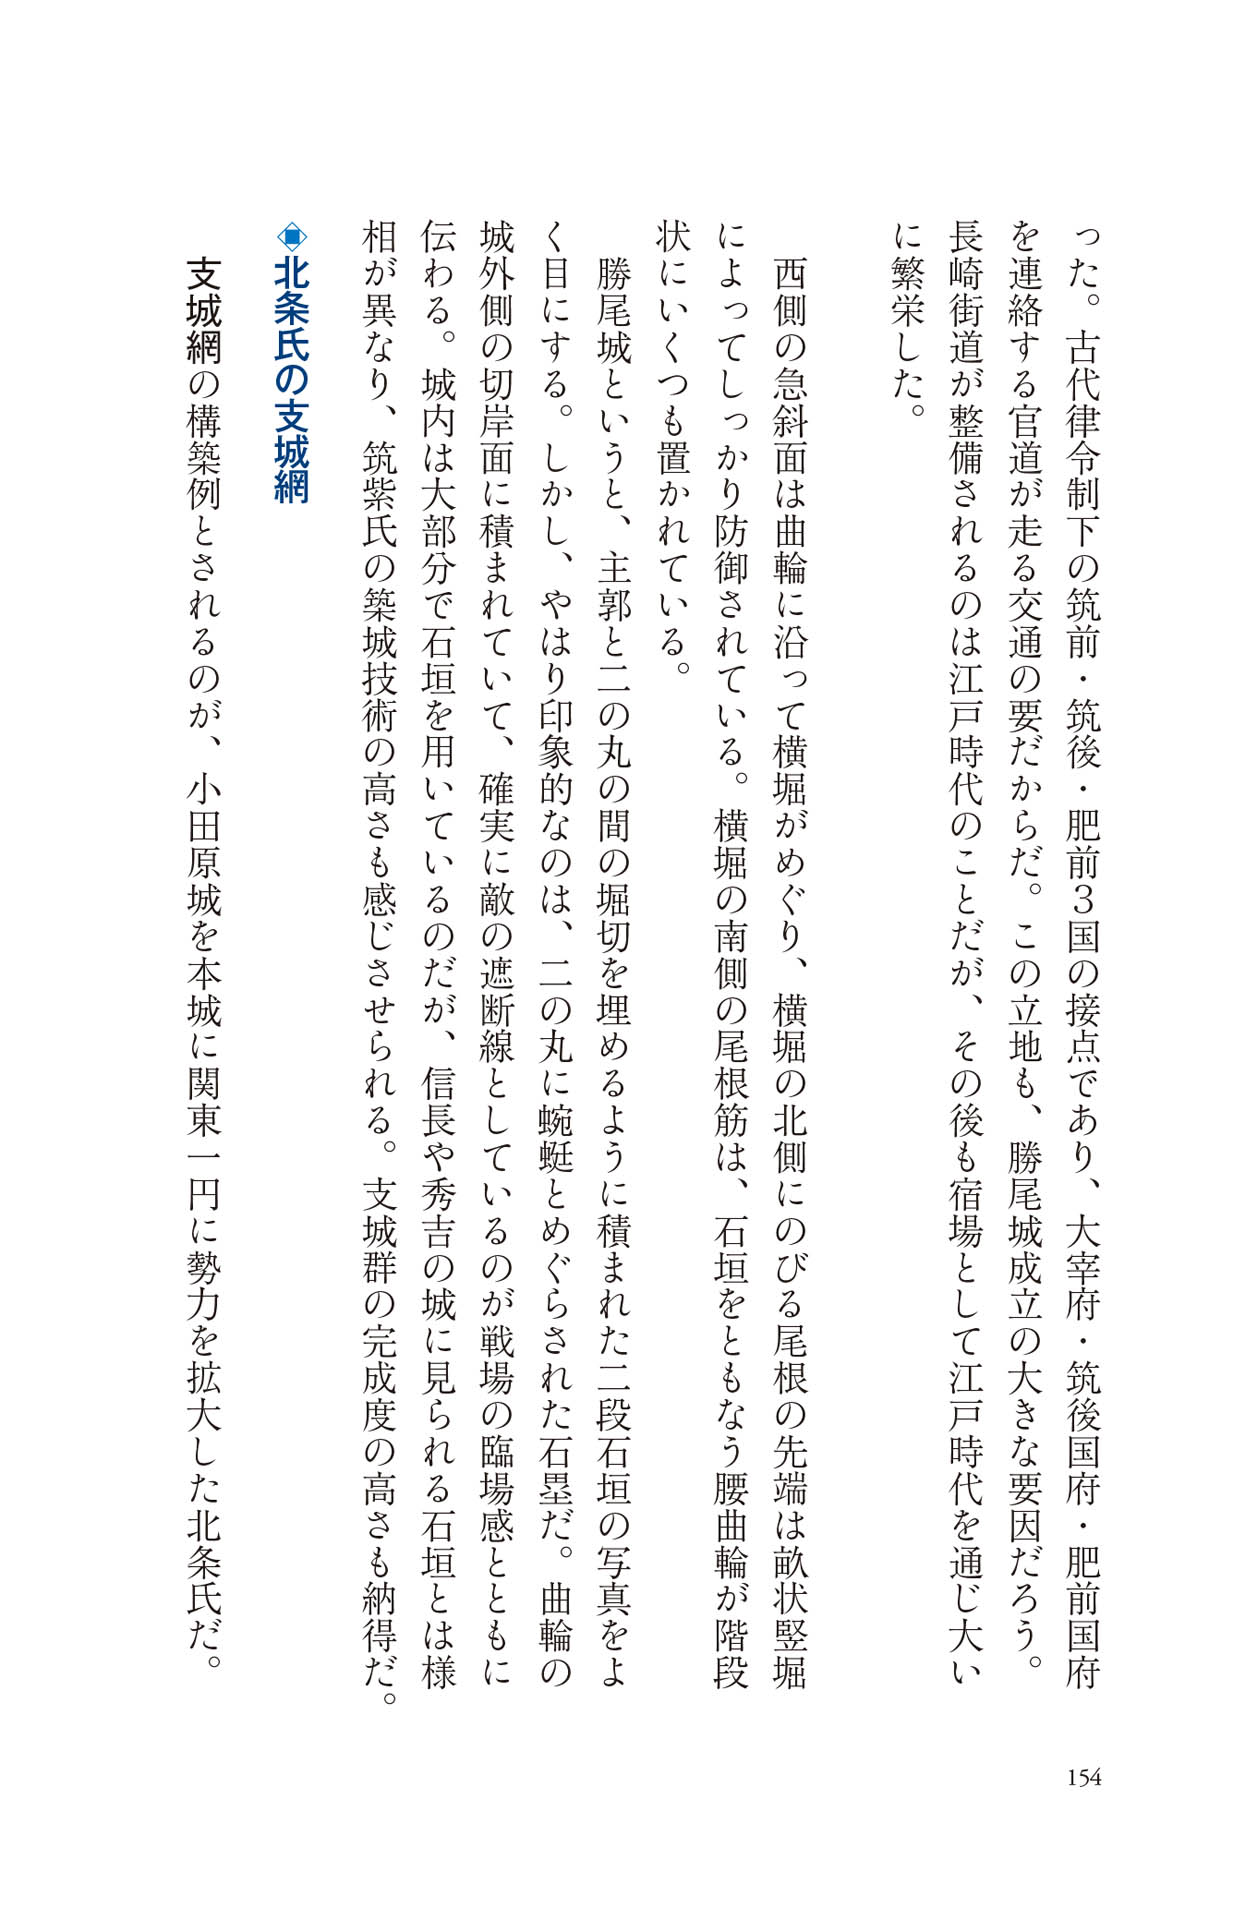 った。古代律令制下の筑前・筑後・肥前３国の接点であり、大宰府・筑後国府・肥前国府
を連絡する官道が走る交通の要だからだ。この立地も、勝尾城成立の大きな要因だろう。
長崎街道が整備されるのは江戸時代のことだが、その後も宿場として江戸時代を通じ大い
に繁栄した。
西側の急斜面は曲輪に沿って横堀がめぐり、横堀の北側にのびる尾根の先端は畝状竪堀
によってしっかり防御されている。横堀の南側の尾根筋は、石垣をともなう腰曲輪が階段
状にいくつも置かれている。
勝尾城というと、主郭と二の丸の間の堀切を埋めるように積まれた二段石垣の写真をよ
く目にする。しかし、やはり印象的なのは、二の丸に蜿蜒とめぐらされた石塁だ。曲輪の
城外側の切岸面に積まれていて、確実に敵の遮断線としているのが戦場の臨場感とともに
伝わる。城内は大部分で石垣を用いているのだが、信長や秀吉の城に見られる石垣とは様
相が異なり、筑紫氏の築城技術の高さも感じさせられる。支城群の完成度の高さも納得だ。
◈北条氏の支城網
支城網の構築例とされるのが、小田原城を本城に関東一円に勢力を拡大した北条氏だ。
154